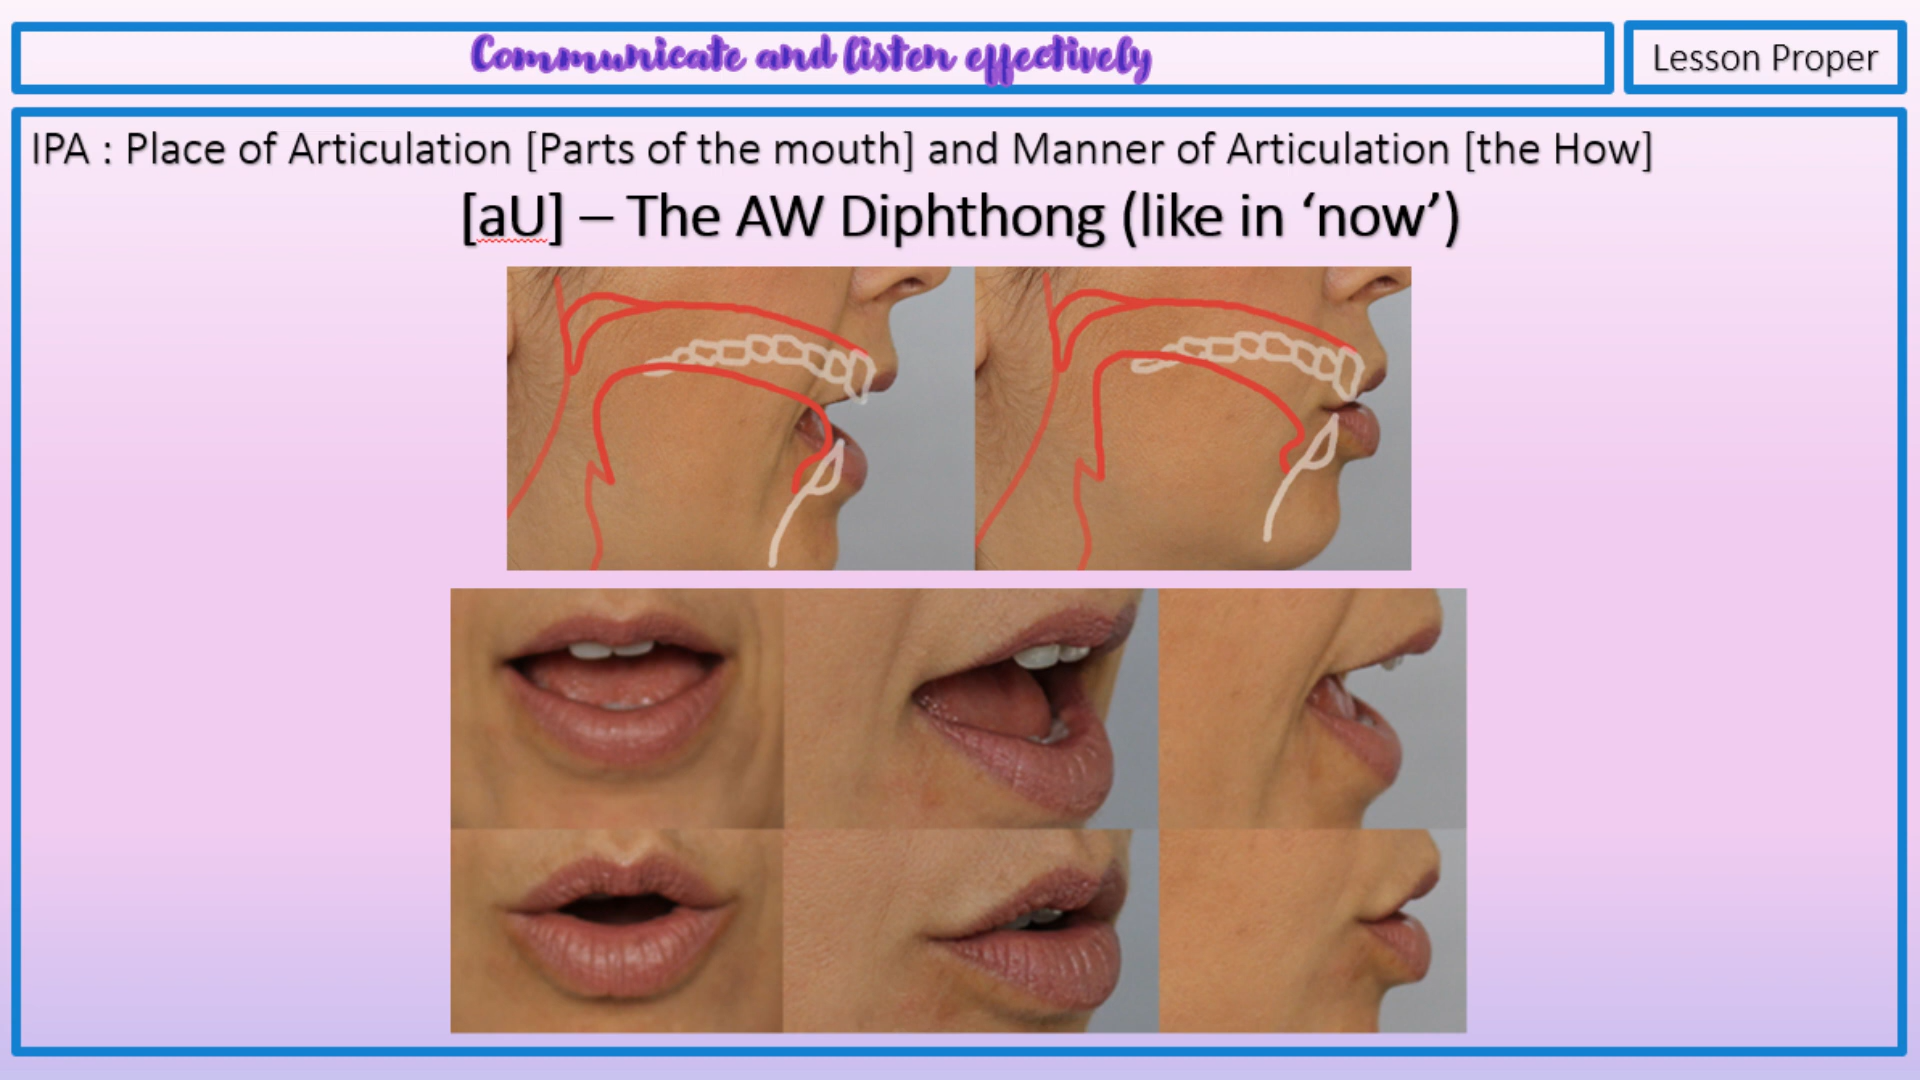 Communicate and listen effectively
Lesson Proper
IPA : Place of Articulation [Parts of the mouth] and Manner of Articulation [the How]
[aU] – The AW Diphthong (like in ‘now’)